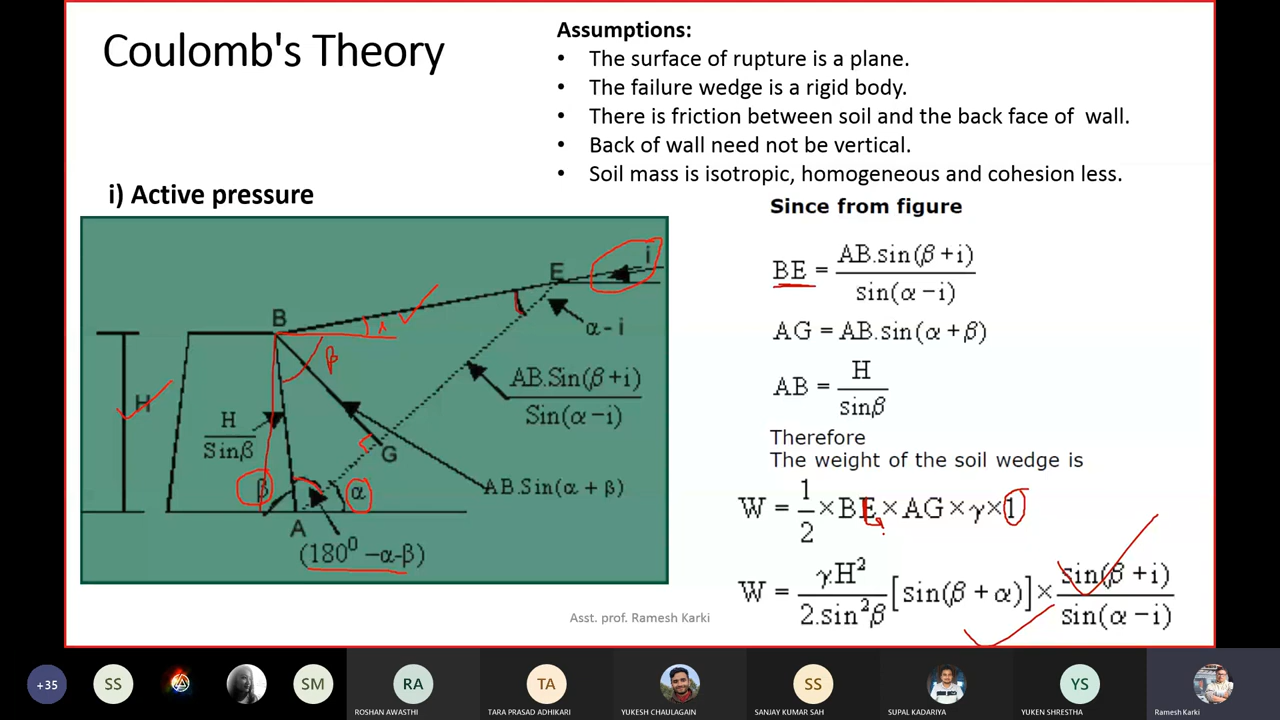 Coulomb's Theory
Assumptions:
• The surface of rupture is a plane.
• The failure wedge is a rigid body.
• There is friction between soil and the back face of wall.
• Back of wall need not be vertical.
• Soil mass is isotropic, homogeneous and cohesion less.
i) Active pressure
Since from figure
BE = AB.sin(β+i) / sin(α−i)
AG = AB.sin(α+β)
AB = H / sinβ
Therefore
The weight of the soil wedge is
W = 1/2 ×BE×AG×γ×1
W = γ.H² / 2.sin²β [sin(β+α)]× sin(β+i) / sin(α−i)
i
E
B
α-i
β
AB.Sin(β+i) / Sin(α−i)
H
H / Sinβ
G
β
α
AB.Sin(α+β)
A
(180⁰ −α-β)
Asst. prof. Ramesh Karki
+35
SS
SM
RA
ROSHAN AWASTHI
TA
TARA PRASAD ADHIKARI
YUKESH CHAULAGAIN
SS
SANJAY KUMAR SAH
SUPAL KADARIYA
YS
YUKEN SHRESTHA
Ramesh Karki